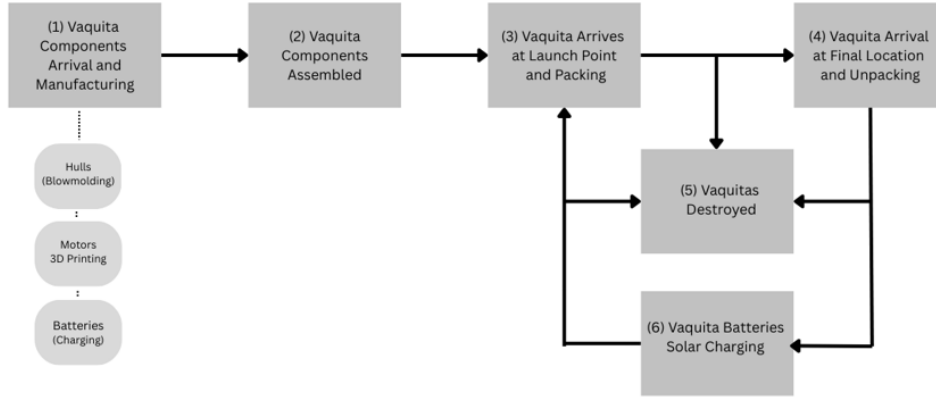 (1) Vaquita
Components
Arrival and
Manufacturing
(2) Vaquita
Components
Assembled
(3) Vaquita Arrives
at Launch Point
and Packing
(4) Vaquita Arrival
at Final Location
and Unpacking
Hulls
(Blowmolding)
Motors
3D Printing
Batteries
(Charging)
(5) Vaquitas
Destroyed
(6) Vaquita Batteries
Solar Charging